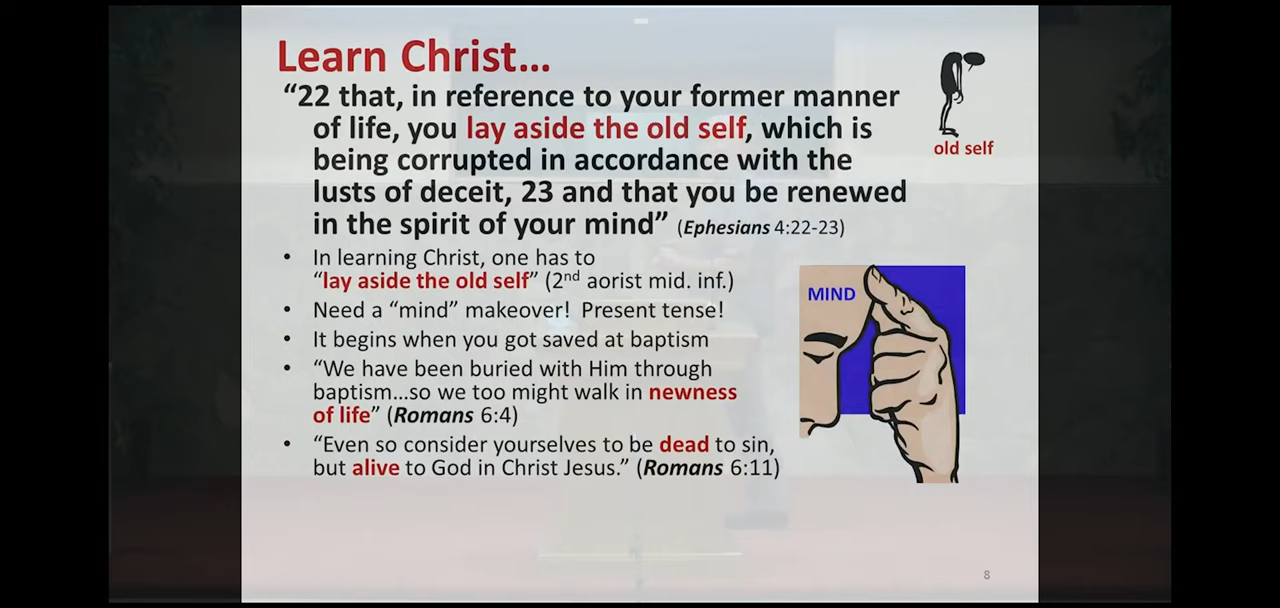 Learn Christ...
“22 that, in reference to your former manner
of life, you lay aside the old self, which is
being corrupted in accordance with the
lusts of deceit, 23 and that you be renewed
in the spirit of your mind” (Ephesians 4:22-23)
old self
• In learning Christ, one has to
“lay aside the old self” (2nd aorist mid. inf.)
• Need a “mind” makeover! Present tense!
• It begins when you got saved at baptism
• “We have been buried with Him through
baptism...so we too might walk in newness
of life” (Romans 6:4)
• “Even so consider yourselves to be dead to sin,
but alive to God in Christ Jesus.” (Romans 6:11)
MIND
8